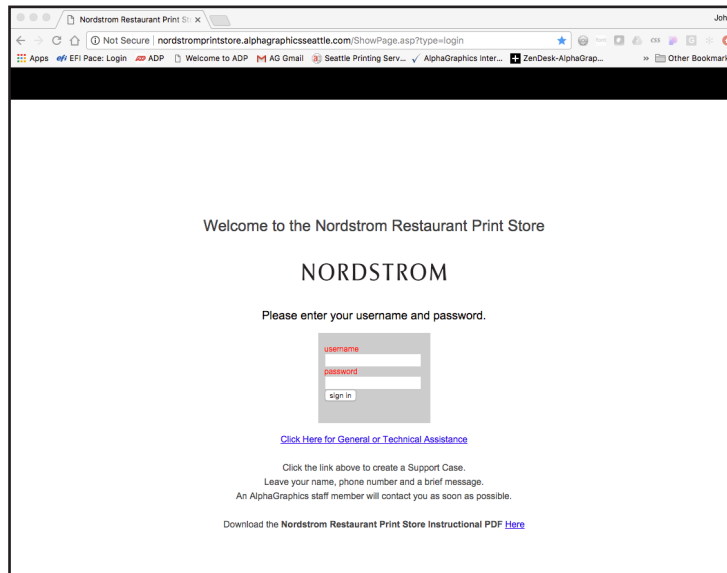 Nordstrom Restaurant Print St
Joh
Not Secure | nordstromprintstore.alphagraphicsseattle.com/ShowPage.asp?type=login
Apps EFI Pace: Login ADP Welcome to ADP AG Gmail Seattle Printing Serv... AlphaGraphics Inter... ZenDesk-AlphaGrap... » Other Bookmark
Welcome to the Nordstrom Restaurant Print Store
NORDSTROM
Please enter your username and password.
username
password
sign in
Click Here for General or Technical Assistance
Click the link above to create a Support Case.
Leave your name, phone number and a brief message.
An AlphaGraphics staff member will contact you as soon as possible.
Download the Nordstrom Restaurant Print Store Instructional PDF Here